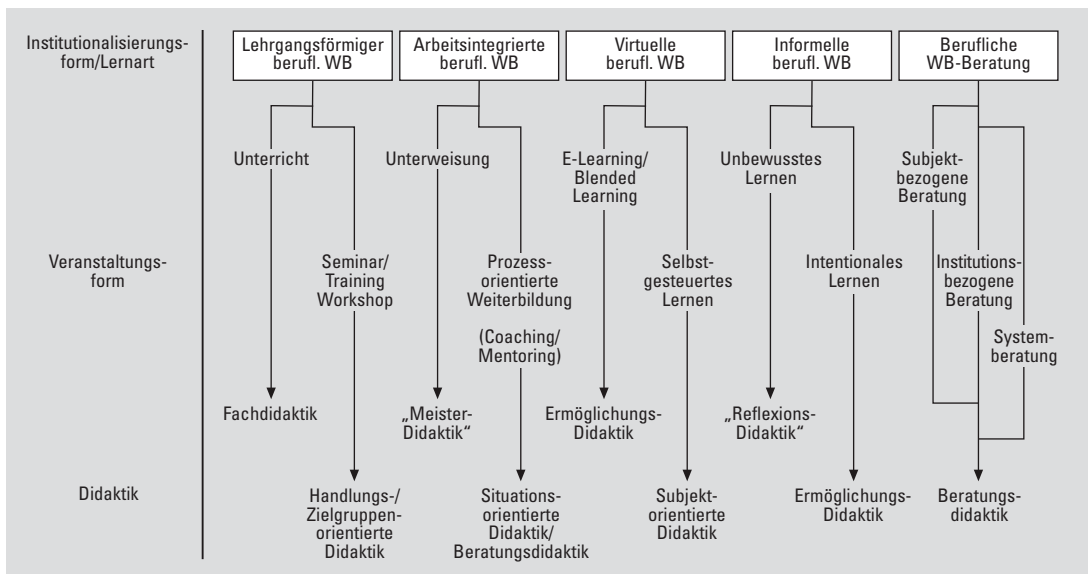 Institutionalisierungs-
form/Lernart
Lehrgangsförmiger
berufl. WB
Arbeitsintegrierte
berufl. WB
Virtuelle
berufl. WB
Informelle
berufl. WB
Berufliche
WB-Beratung
Veranstaltungs-
form
Unterricht
Seminar/
Training
Workshop
Unterweisung
Prozess-
orientierte
Weiterbildung
(Coaching/
Mentoring)
E-Learning/
Blended
Learning
Selbst-
gesteuertes
Lernen
Unbewusstes
Lernen
Intentionales
Lernen
Subjekt-
bezogene
Beratung
Institutions-
bezogene
Beratung
System-
beratung
Didaktik
Fachdidaktik
Handlungs-/
Zielgruppen-
orientierte
Didaktik
„Meister-
Didaktik“
Situations-
orientierte
Didaktik/
Beratungsdidaktik
Ermöglichungs-
Didaktik
Subjekt-
orientierte
Didaktik
„Reflexions-
Didaktik“
Ermöglichungs-
Didaktik
Beratungs-
didaktik